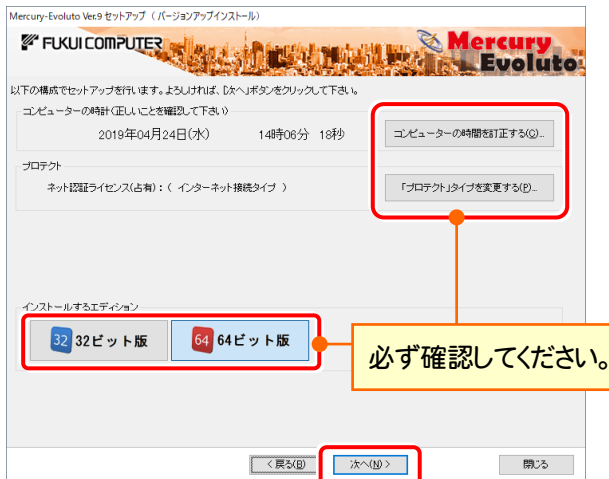 Mercury-Evoluto Ver.9 セットアップ （バージョンアップインストール）
FUKUI COMPUTER
Mercury
Evoluto
以下の構成でセットアップを行います。よろしければ、[次へ]ボタンをクリックして下さい。
コンピューターの時計(正しいことを確認して下さい)
2019年04月24日(水) 14時06分 18秒
コンピューターの時間を訂正する(C)...
プロテクト
ネット認証ライセンス(占有)：( インターネット接続タイプ )
「プロテクト」タイプを変更する(P)...
インストールするエディション
32 32ビット版
64 64ビット版
必ず確認してください。
< 戻る(B)
次へ(N) >
閉じる